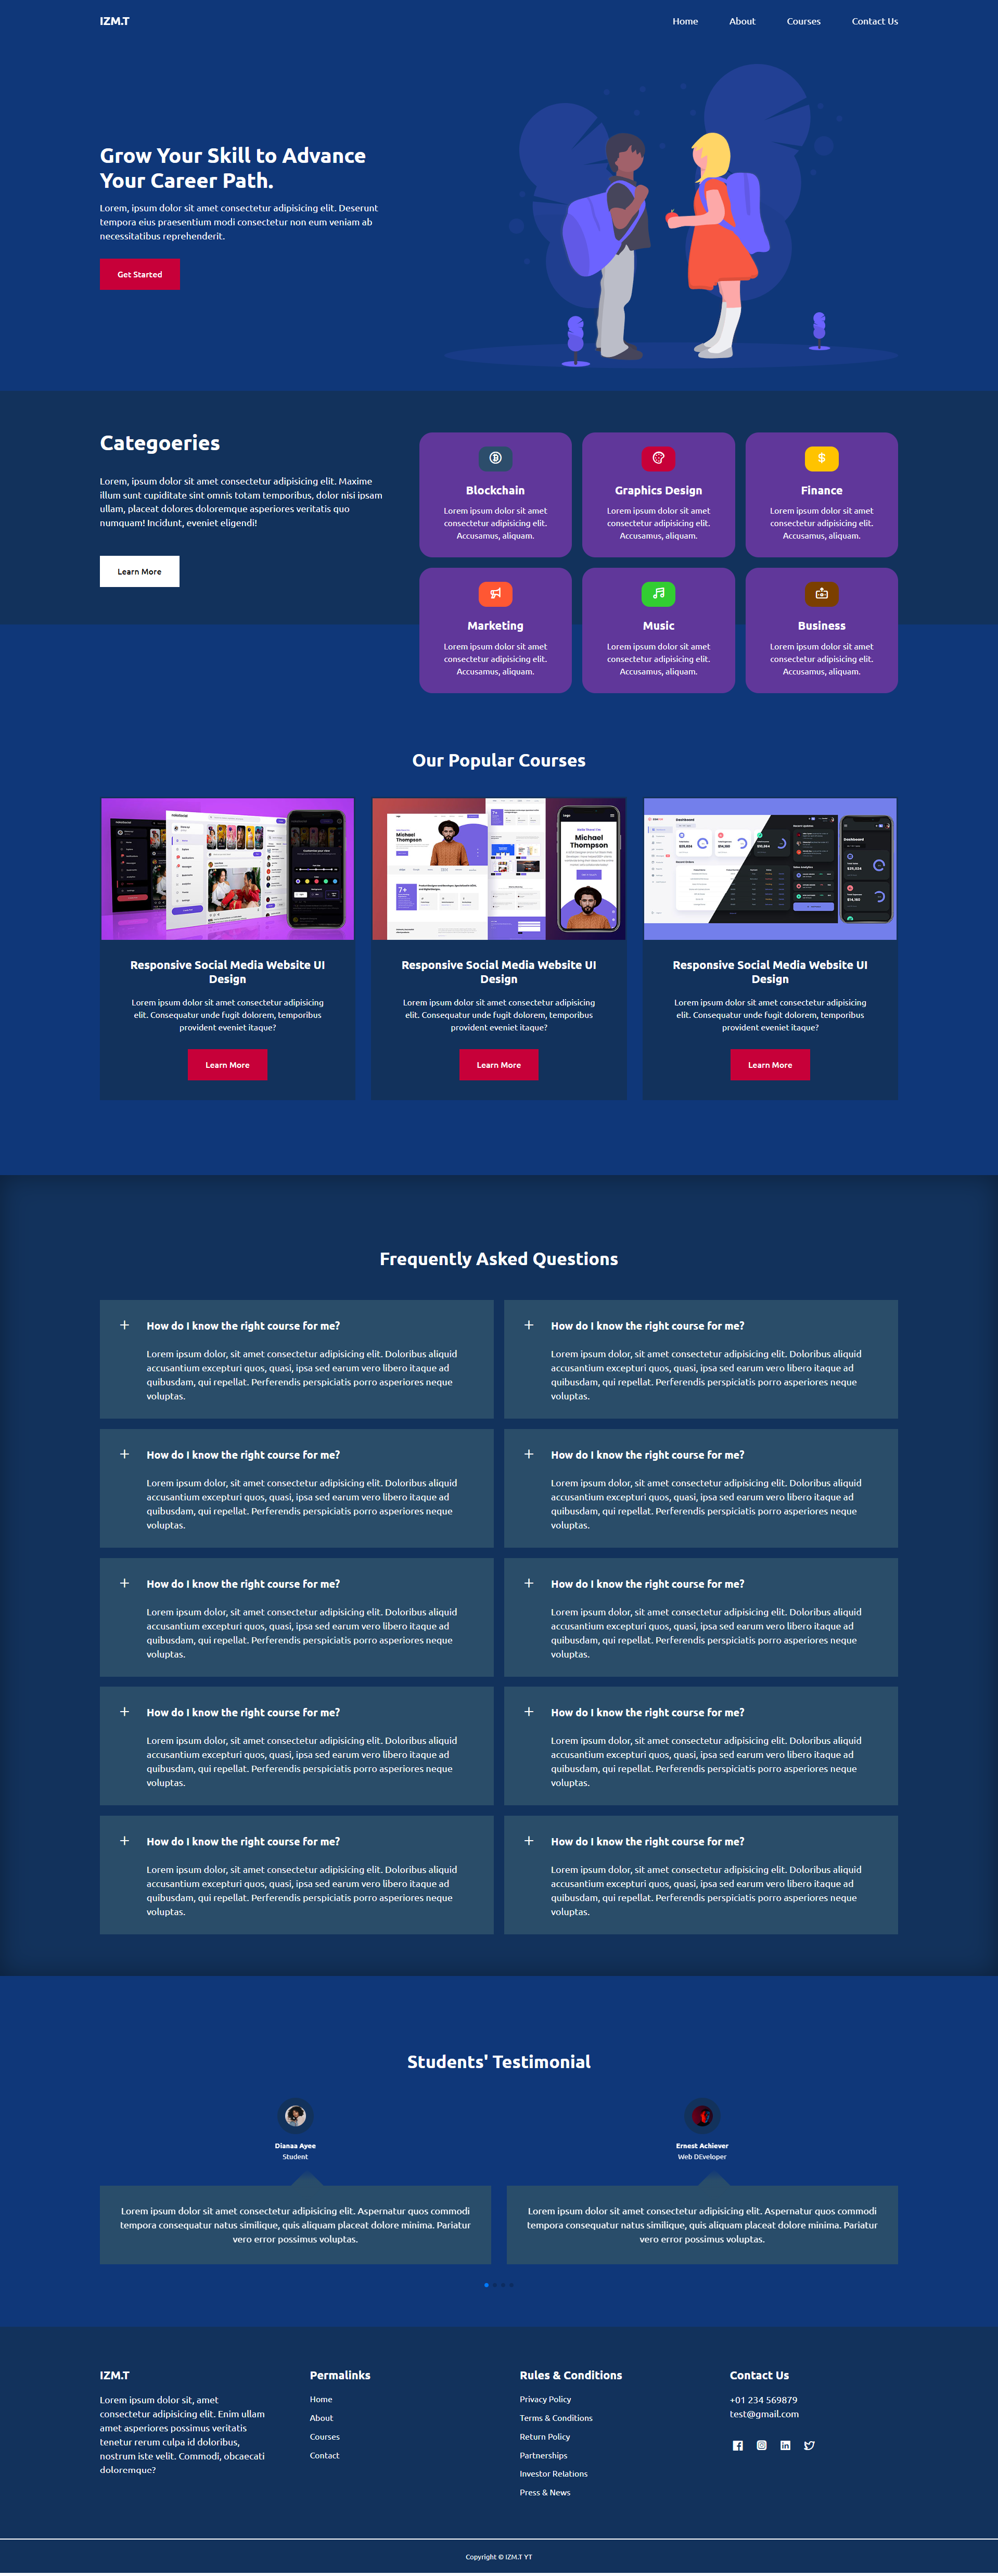 IZM.T
Home
About
Courses
Contact Us
Grow Your Skill to Advance
Your Career Path.
Lorem, ipsum dolor sit amet consectetur adipisicing elit. Deserunt
tempora eius praesentium modi consectetur non eum veniam ab
necessitatibus reprehenderit.
Get Started
Categoeries
Lorem, ipsum dolor sit amet consectetur adipisicing elit. Maxime
illum sunt cupiditate sint omnis totam temporibus, dolor nisi ipsam
ullam, placeat dolores doloremque asperiores veritatis quo
numquam! Incidunt, eveniet eligendi!
Learn More
Blockchain
Lorem ipsum dolor sit amet
consectetur adipisicing elit.
Accusamus, aliquam.
Graphics Design
Lorem ipsum dolor sit amet
consectetur adipisicing elit.
Accusamus, aliquam.
Finance
Lorem ipsum dolor sit amet
consectetur adipisicing elit.
Accusamus, aliquam.
Marketing
Lorem ipsum dolor sit amet
consectetur adipisicing elit.
Accusamus, aliquam.
Music
Lorem ipsum dolor sit amet
consectetur adipisicing elit.
Accusamus, aliquam.
Business
Lorem ipsum dolor sit amet
consectetur adipisicing elit.
Accusamus, aliquam.
Our Popular Courses
Michael
Thompson
7+
Michael
Thompson
Dashboard
Responsive Social Media Website UI
Design
Lorem ipsum dolor sit amet consectetur adipisicing
elit. Consequatur unde fugit dolorem, temporibus
provident eveniet itaque?
Learn More
Responsive Social Media Website UI
Design
Lorem ipsum dolor sit amet consectetur adipisicing
elit. Consequatur unde fugit dolorem, temporibus
provident eveniet itaque?
Learn More
Responsive Social Media Website UI
Design
Lorem ipsum dolor sit amet consectetur adipisicing
elit. Consequatur unde fugit dolorem, temporibus
provident eveniet itaque?
Learn More
Frequently Asked Questions
How do I know the right course for me?
Lorem ipsum dolor, sit amet consectetur adipisicing elit. Doloribus aliquid
accusantium excepturi quos, quasi, ipsa sed earum vero libero itaque ad
quibusdam, qui repellat. Perferendis perspiciatis porro asperiores neque
voluptas.
How do I know the right course for me?
Lorem ipsum dolor, sit amet consectetur adipisicing elit. Doloribus aliquid
accusantium excepturi quos, quasi, ipsa sed earum vero libero itaque ad
quibusdam, qui repellat. Perferendis perspiciatis porro asperiores neque
voluptas.
How do I know the right course for me?
Lorem ipsum dolor, sit amet consectetur adipisicing elit. Doloribus aliquid
accusantium excepturi quos, quasi, ipsa sed earum vero libero itaque ad
quibusdam, qui repellat. Perferendis perspiciatis porro asperiores neque
voluptas.
How do I know the right course for me?
Lorem ipsum dolor, sit amet consectetur adipisicing elit. Doloribus aliquid
accusantium excepturi quos, quasi, ipsa sed earum vero libero itaque ad
quibusdam, qui repellat. Perferendis perspiciatis porro asperiores neque
voluptas.
How do I know the right course for me?
Lorem ipsum dolor, sit amet consectetur adipisicing elit. Doloribus aliquid
accusantium excepturi quos, quasi, ipsa sed earum vero libero itaque ad
quibusdam, qui repellat. Perferendis perspiciatis porro asperiores neque
voluptas.
How do I know the right course for me?
Lorem ipsum dolor, sit amet consectetur adipisicing elit. Doloribus aliquid
accusantium excepturi quos, quasi, ipsa sed earum vero libero itaque ad
quibusdam, qui repellat. Perferendis perspiciatis porro asperiores neque
voluptas.
How do I know the right course for me?
Lorem ipsum dolor, sit amet consectetur adipisicing elit. Doloribus aliquid
accusantium excepturi quos, quasi, ipsa sed earum vero libero itaque ad
quibusdam, qui repellat. Perferendis perspiciatis porro asperiores neque
voluptas.
How do I know the right course for me?
Lorem ipsum dolor, sit amet consectetur adipisicing elit. Doloribus aliquid
accusantium excepturi quos, quasi, ipsa sed earum vero libero itaque ad
quibusdam, qui repellat. Perferendis perspiciatis porro asperiores neque
voluptas.
How do I know the right course for me?
Lorem ipsum dolor, sit amet consectetur adipisicing elit. Doloribus aliquid
accusantium excepturi quos, quasi, ipsa sed earum vero libero itaque ad
quibusdam, qui repellat. Perferendis perspiciatis porro asperiores neque
voluptas.
How do I know the right course for me?
Lorem ipsum dolor, sit amet consectetur adipisicing elit. Doloribus aliquid
accusantium excepturi quos, quasi, ipsa sed earum vero libero itaque ad
quibusdam, qui repellat. Perferendis perspiciatis porro asperiores neque
voluptas.
Students' Testimonial
Dianaa Ayee
Student
Lorem ipsum dolor sit amet consectetur adipisicing elit. Aspernatur quos commodi
tempora consequatur natus similique, quis aliquam placeat dolore minima. Pariatur
vero error possimus voluptas.
Ernest Achiever
Web DEveloper
Lorem ipsum dolor sit amet consectetur adipisicing elit. Aspernatur quos commodi
tempora consequatur natus similique, quis aliquam placeat dolore minima. Pariatur
vero error possimus voluptas.
IZM.T
Lorem ipsum dolor sit, amet
consectetur adipisicing elit. Enim ullam
amet asperiores possimus veritatis
tenetur rerum culpa id doloribus,
nostrum iste velit. Commodi, obcaecati
doloremque?
Permalinks
Home
About
Courses
Contact
Rules & Conditions
Privacy Policy
Terms & Conditions
Return Policy
Partnerships
Investor Relations
Press & News
Contact Us
+01 234 569879
test@gmail.com
Copyright © IZM.T YT